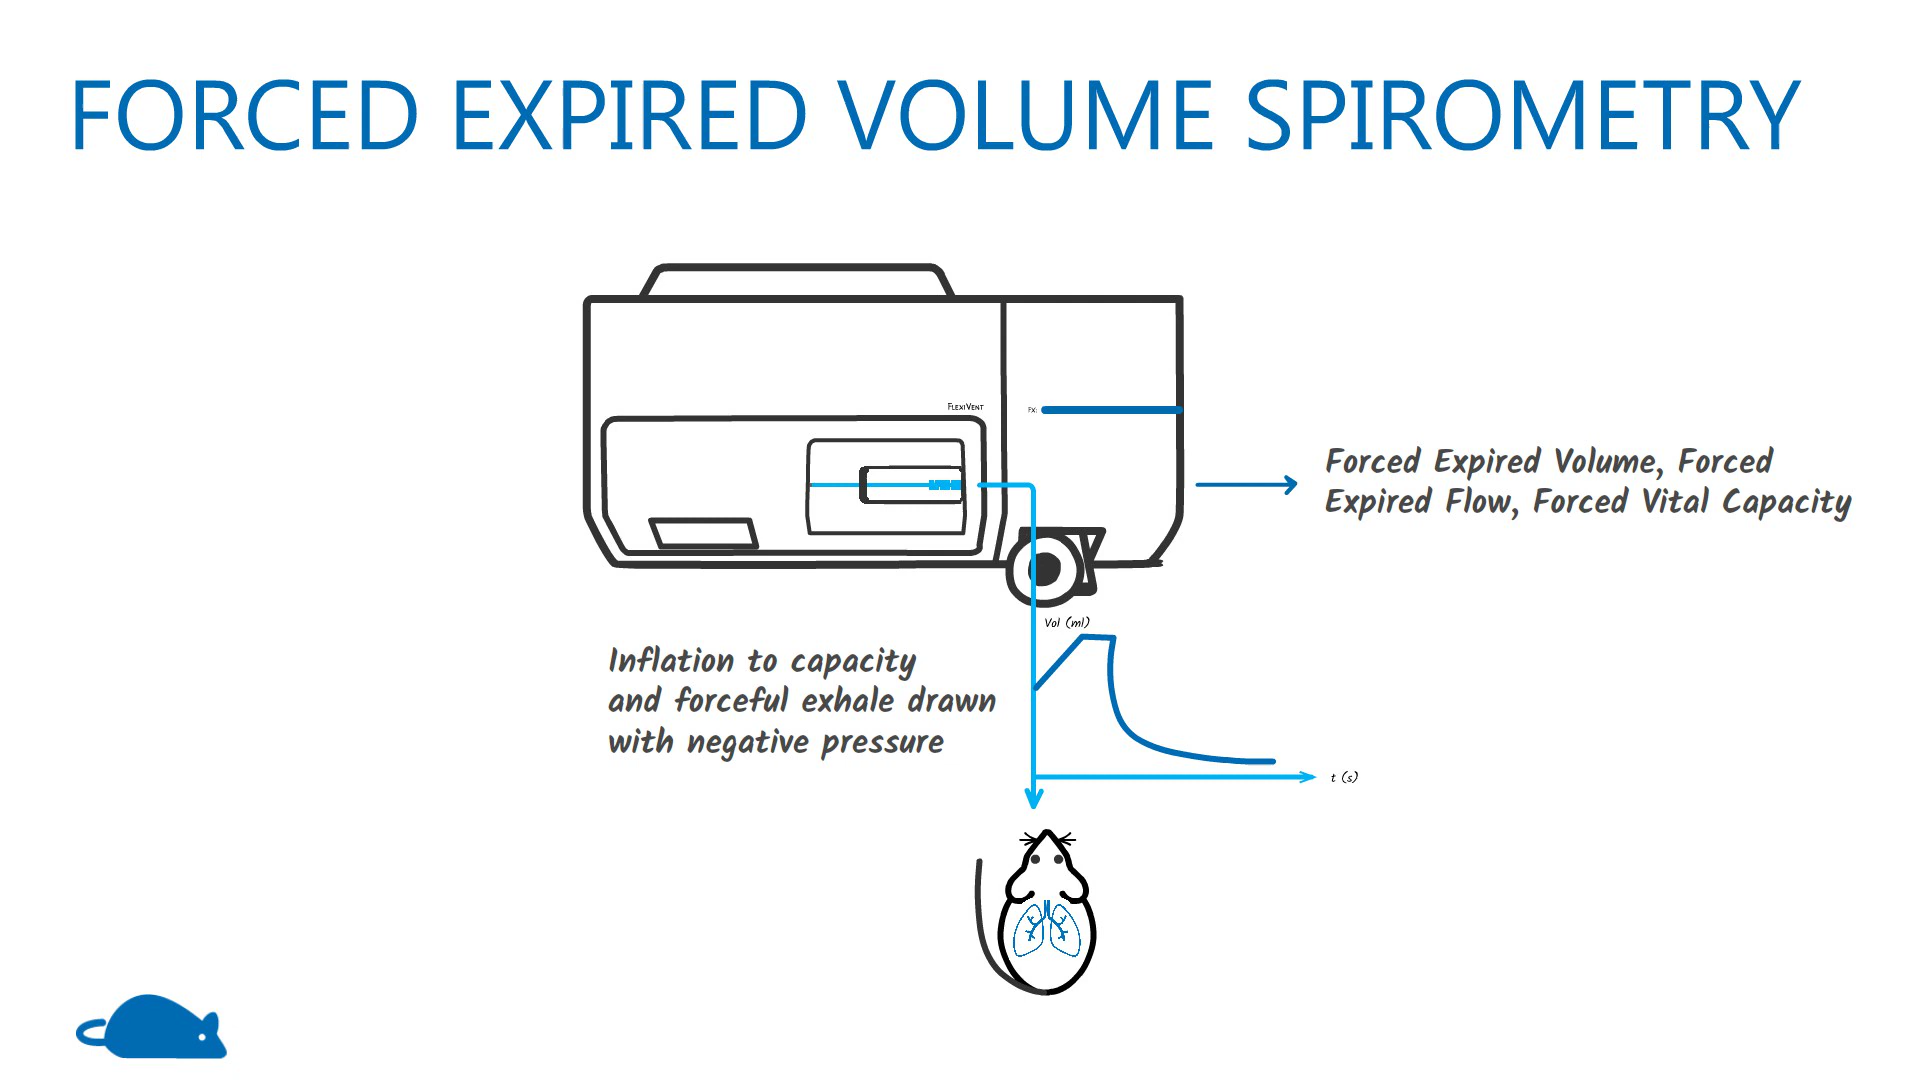 FORCED EXPIRED VOLUME SPIROMETRY
FLEXIVENT
FX:
Forced Expired Volume, Forced
Expired Flow, Forced Vital Capacity
Vol (ml)
Inflation to capacity
and forceful exhale drawn
with negative pressure
t (s)